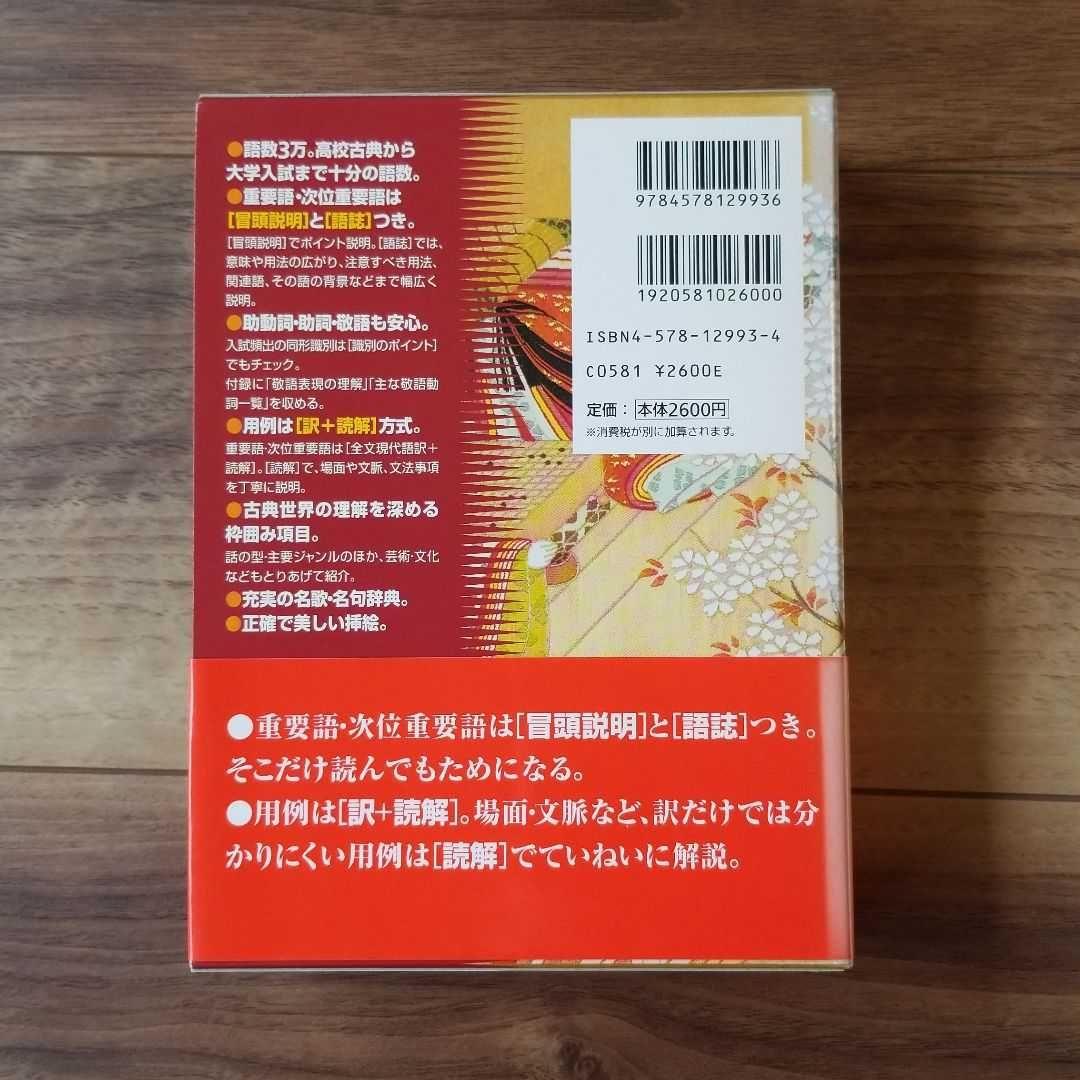 ●語数3万。高校古典から
大学入試まで十分の語数。
●重要語・次位重要語は
[冒頭説明]と[語誌]つき。
[冒頭説明]でポイント説明。[語誌]では、
意味や用法の広がり、注意すべき用法、
関連語、その語の背景などまで幅広く
説明。
●助動詞・助詞・敬語も安心。
入試頻出の同形識別は[識別のポイント]
でもチェック。
付録に「敬語表現の理解」「主な敬語動
詞一覧」を収める。
●用例は[訳+読解]方式。
重要語・次位重要語は[全文現代語訳+
読解]。[読解]で、場面や文脈、文法事項
を丁寧に説明。
●古典世界の理解を深める
枠囲み項目。
話の型・主要ジャンルのほか、芸術・文化
などもとりあげて紹介。
●充実の名歌・名句辞典。
●正確で美しい挿絵。
9784578129936
1920581026000
ISBN4-578-12993-4
C0581 ¥2600E
定価：本体2600円
※消費税が別に加算されます。
●重要語・次位重要語は[冒頭説明]と[語誌]つき。
そこだけ読んでもためになる。
●用例は[訳+読解]。場面・文脈など、訳だけでは分
かりにくい用例は[読解]でていねいに解説。